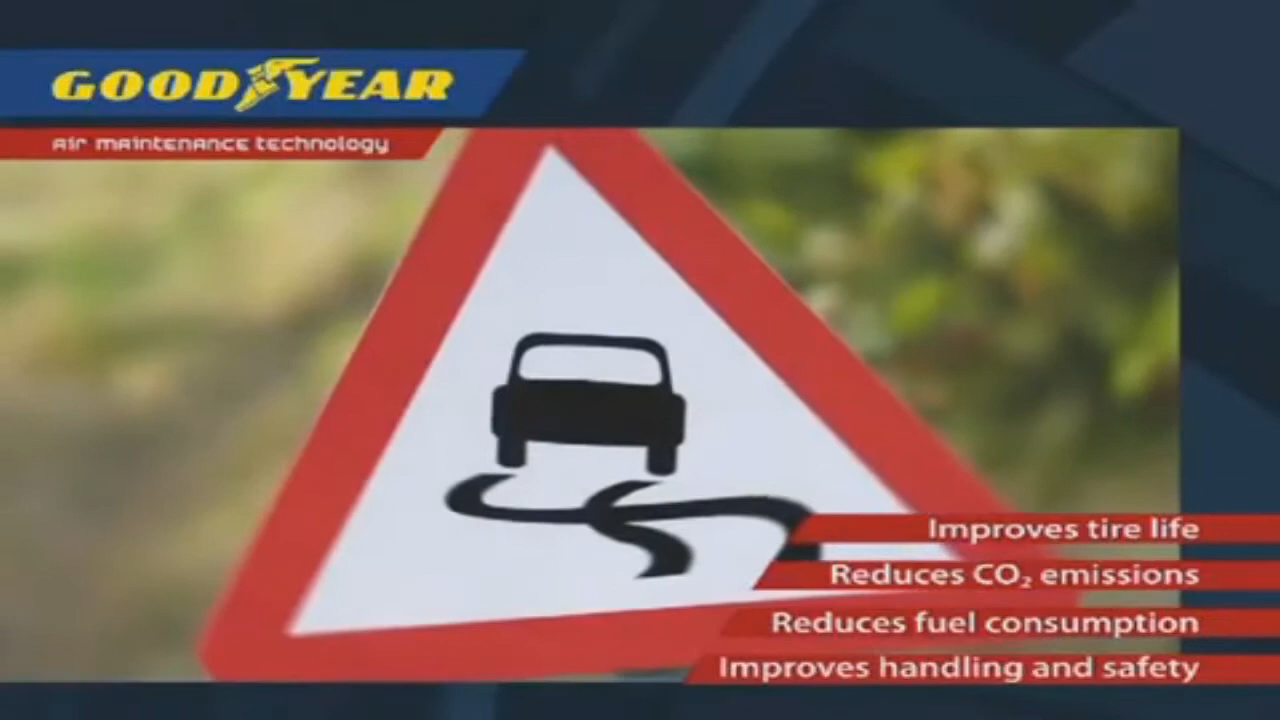 GOODYEAR
Air maintenance technology
Improves tire life
Reduces CO₂ emissions
Reduces fuel consumption
Improves handling and safety